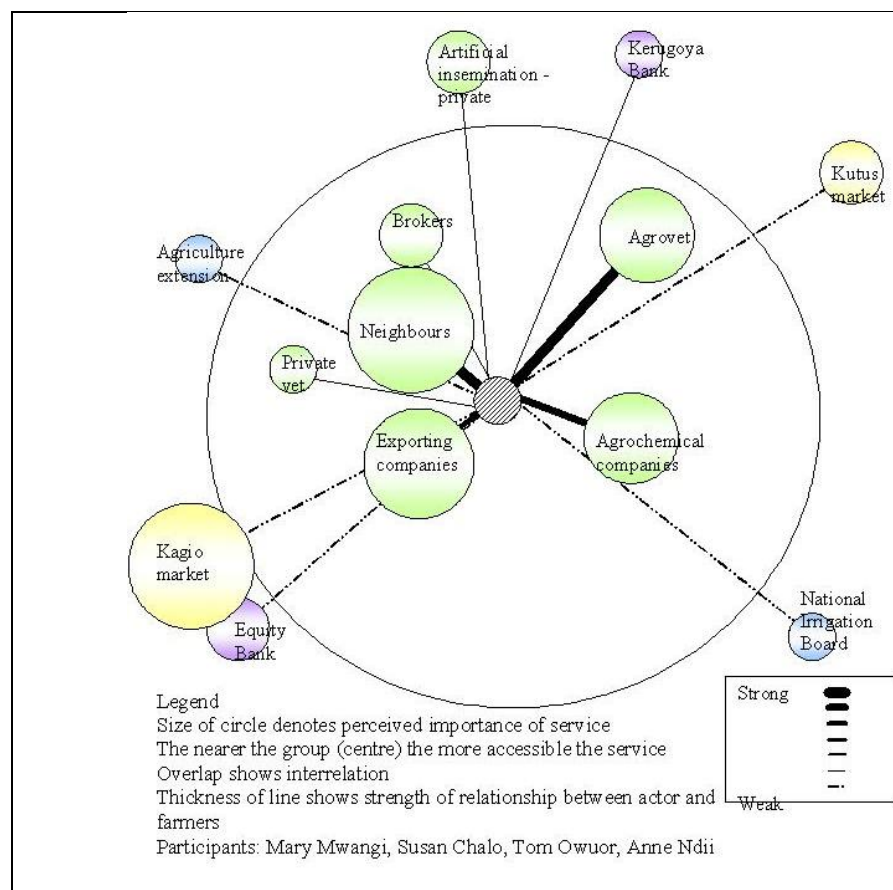 Artificial
insemination -
private
Kerugoya
Bank
Kutus
market
Brokers
Agrovet
Agriculture
extension
Neighbours
Private
vet
Exporting
companies
Agrochemical
companies
Kagio
market
Equity
Bank
National
Irrigation
Board
Legend
Size of circle denotes perceived importance of service
The nearer the group (centre) the more accessible the service
Overlap shows interrelation
Thickness of line shows strength of relationship between actor and
farmers
Participants: Mary Mwangi, Susan Chalo, Tom Owuor, Anne Ndii
Strong
Weak